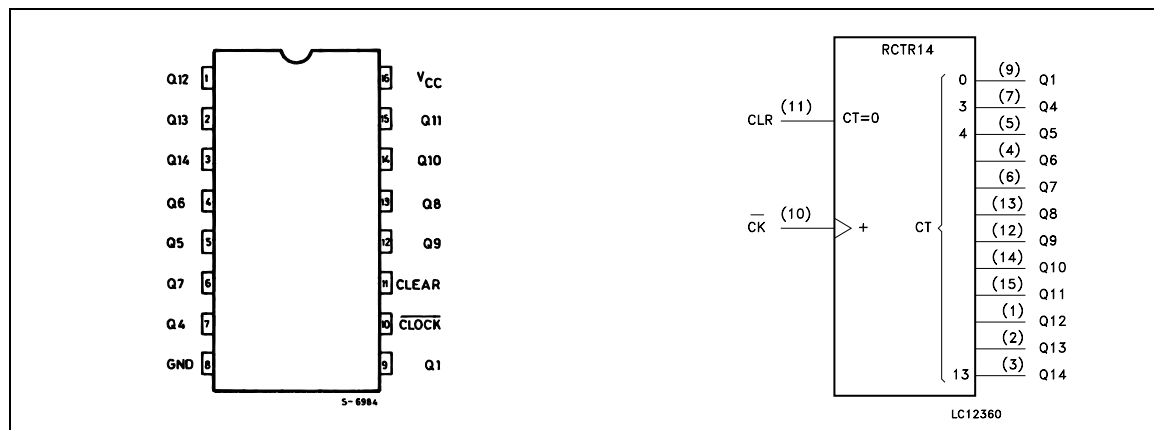 Q12 1
16 VCC
Q13 2
15 Q11
Q14 3
14 Q10
Q6 4
13 Q8
Q5 5
12 Q9
Q7 6
11 CLEAR
Q4 7
10 CLOCK
GND 8
9 Q1
S-6984
RCTR14
0 (9) Q1
3 (7) Q4
CLR (11) CT=0
4 (5) Q5
(4) Q6
(6) Q7
(13) Q8
CK (10) +
CT
(12) Q9
(14) Q10
(15) Q11
(1) Q12
(2) Q13
13 (3) Q14
LC12360